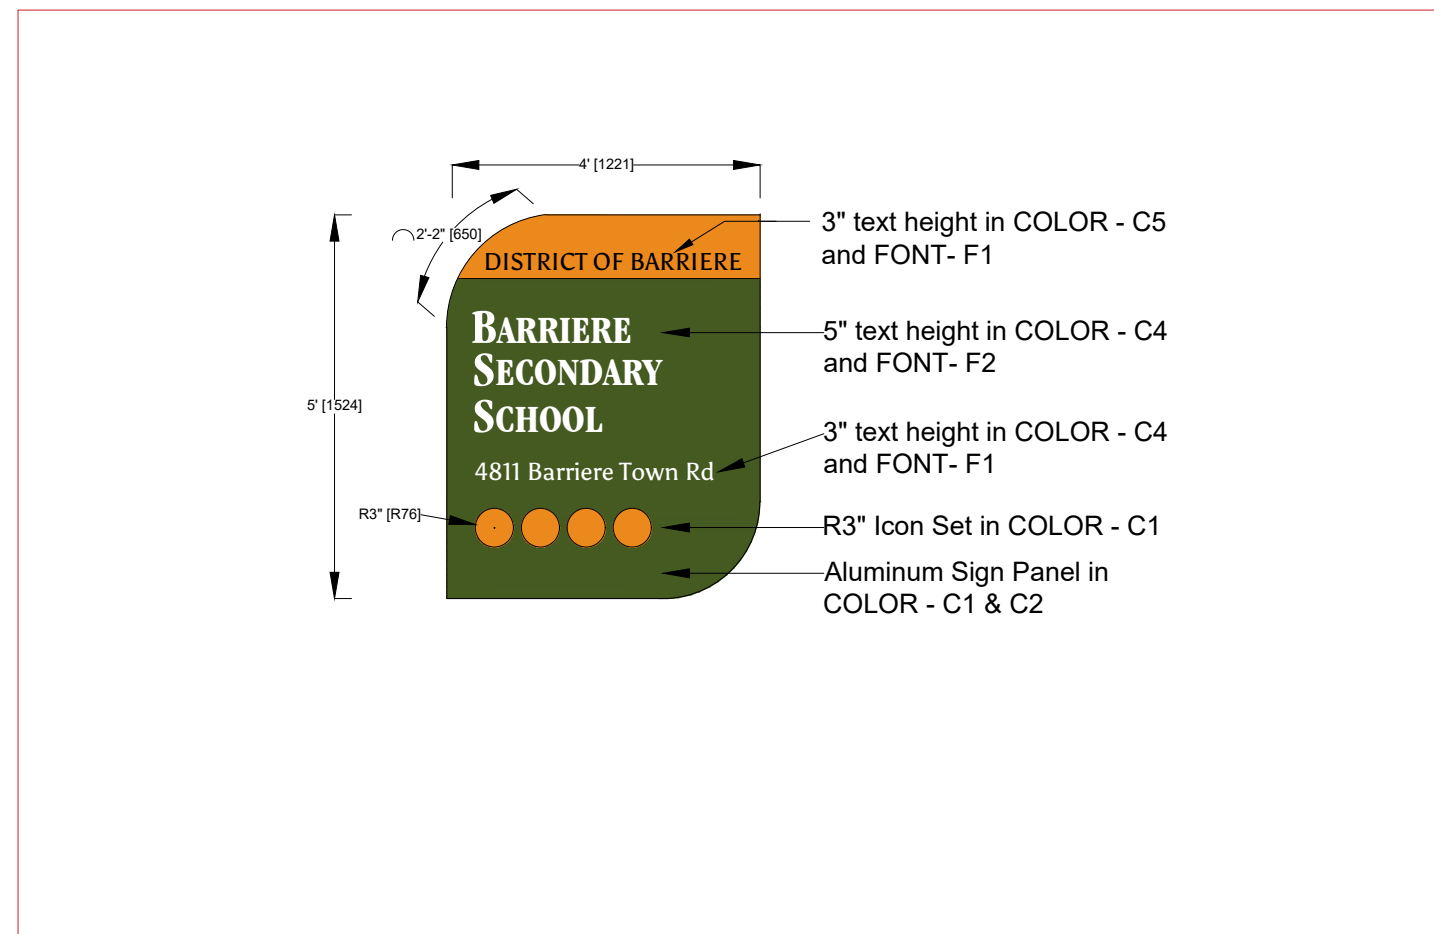 4' [1221]
2'-2" [650]
5' [1524]
R3" [R76]
DISTRICT OF BARRIERE
BARRIERE
SECONDARY
SCHOOL
4811 Barriere Town Rd
3" text height in COLOR - C5
and FONT- F1
5" text height in COLOR - C4
and FONT- F2
3" text height in COLOR - C4
and FONT- F1
R3" Icon Set in COLOR - C1
Aluminum Sign Panel in
COLOR - C1 & C2